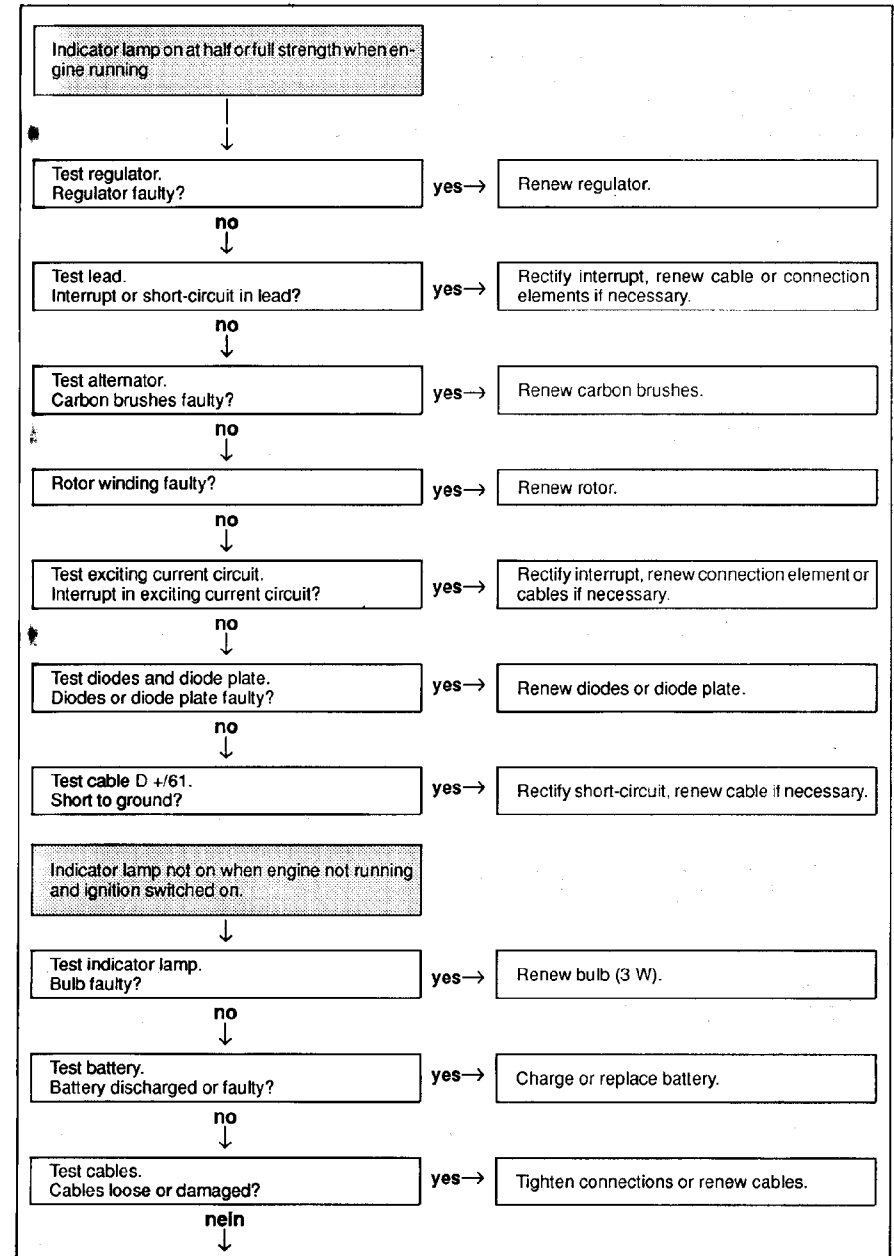 Indicator lamp on at half or full strength when en-
gine running
Test regulator.
Regulator faulty?
yes→
Renew regulator.
no
Test lead.
Interrupt or short-circuit in lead?
yes→
Rectify interrupt, renew cable or connection
elements if necessary.
no
Test alternator.
Carbon brushes faulty?
yes→
Renew carbon brushes.
no
Rotor winding faulty?
yes→
Renew rotor.
no
Test exciting current circuit.
Interrupt in exciting current circuit?
yes→
Rectify interrupt, renew connection element or
cables if necessary.
no
Test diodes and diode plate.
Diodes or diode plate faulty?
yes→
Renew diodes or diode plate.
no
Test cable D +/61.
Short to ground?
yes→
Rectify short-circuit, renew cable if necessary.
Indicator lamp not on when engine not running
and ignition switched on.
Test indicator lamp.
Bulb faulty?
yes→
Renew bulb (3 W).
no
Test battery.
Battery discharged or faulty?
yes→
Charge or replace battery.
no
Test cables.
Cables loose or damaged?
yes→
Tighten connections or renew cables.
nein